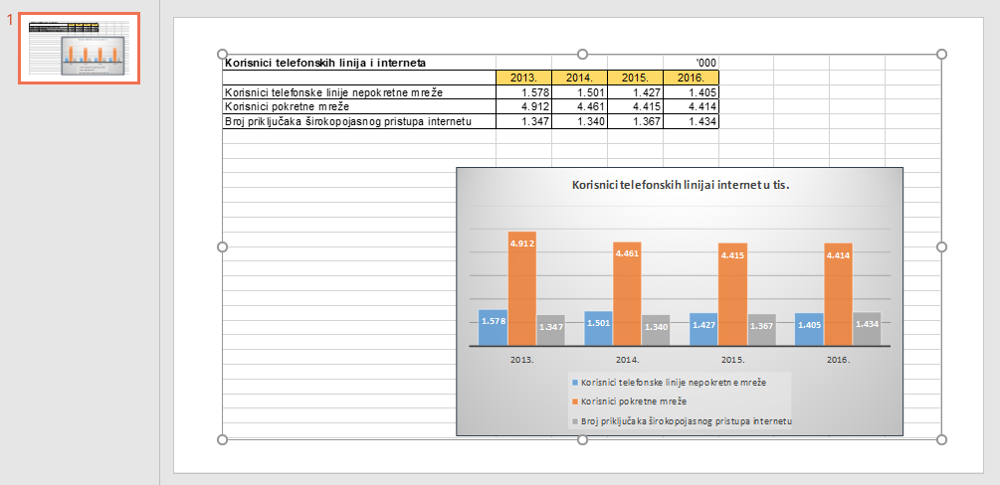 1
Korisnici telefonskih linija i interneta '000
2013. 2014. 2015. 2016.
Korisnici telefonske linije nepokretne mreže 1.578 1.501 1.427 1.405
Korisnici pokretne mreže 4.912 4.461 4.415 4.414
Broj priključaka širokopojasnog pristupa internetu 1.347 1.340 1.367 1.434
Korisnici telefonskih linija i interneta u tis.
4.912 4.461 4.415 4.414
1.578 1.347 1.501 1.340 1.427 1.367 1.405 1.434
2013. 2014. 2015. 2016.
Korisnici telefonske linije nepokretne mreže
Korisnici pokretne mreže
Broj priključaka širokopojasnog pristupa internetu